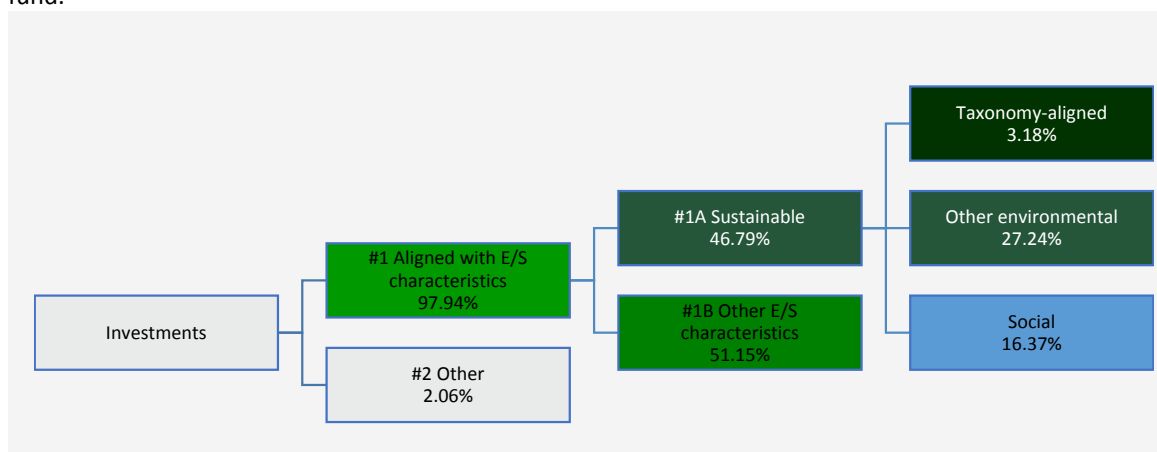 fund.
Taxonomy-aligned
3.18%
#1A Sustainable
46.79%
Other environmental
27.24%
#1 Aligned with E/S
characteristics
97.94%
Investments
#1B Other E/S
characteristics
51.15%
Social
16.37%
#2 Other
2.06%